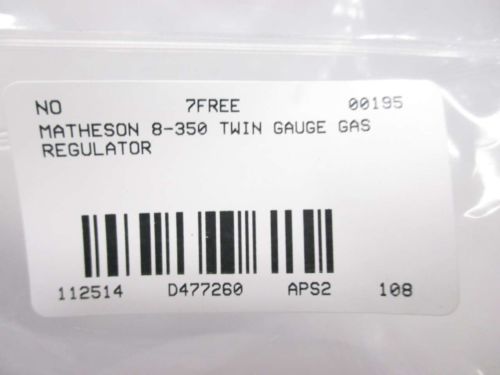 NO 7FREE 00195
MATHESON 8-350 TWIN GAUGE GAS
REGULATOR
112514 D477260 APS2 108